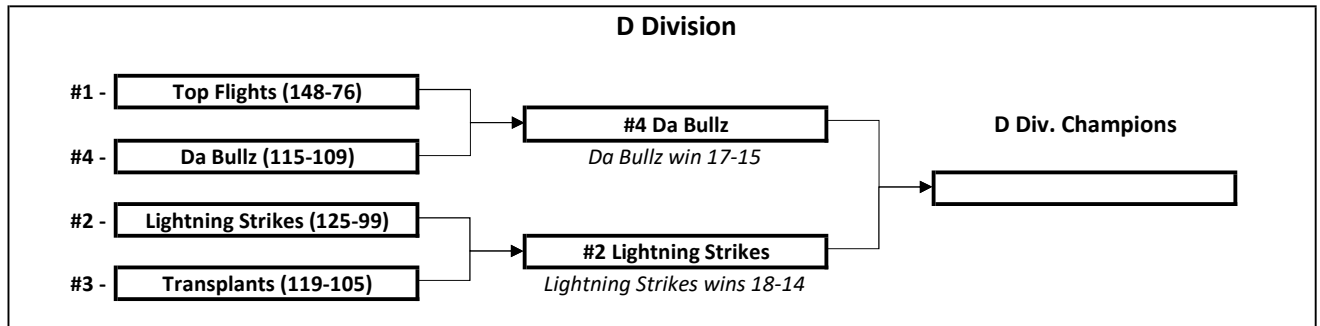 D Division
#1 - Top Flights (148-76)
#4 - Da Bullz (115-109)
#2 - Lightning Strikes (125-99)
#3 - Transplants (119-105)
#4 Da Bullz
Da Bullz win 17-15
#2 Lightning Strikes
Lightning Strikes wins 18-14
D Div. Champions